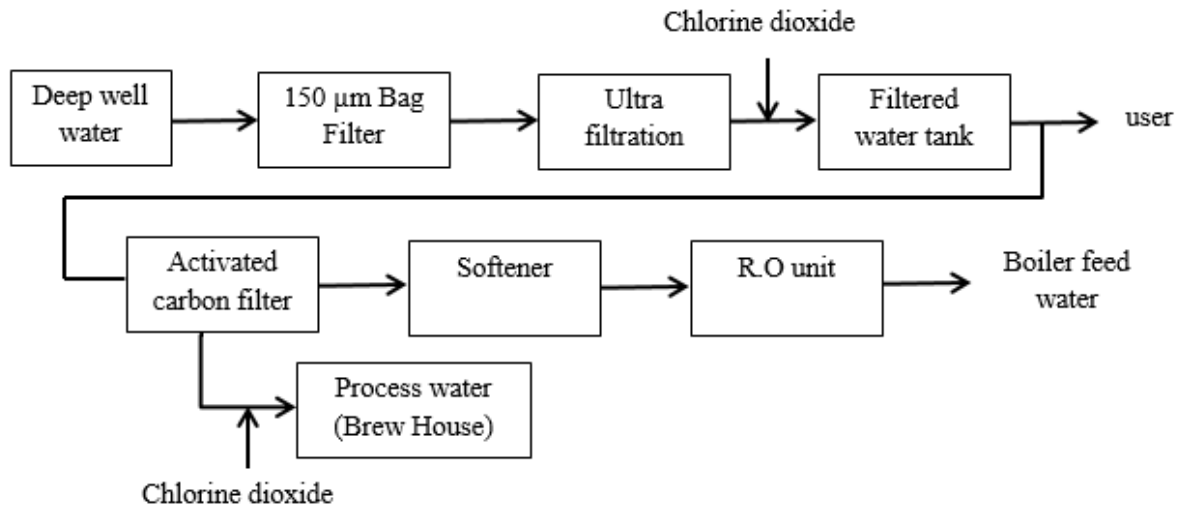 Chlorine dioxide
Deep well
water
150 µm Bag
Filter
Ultra
filtration
Filtered
water tank
user
Activated
carbon filter
Softener
R.O unit
Boiler feed
water
Process water
(Brew House)
Chlorine dioxide